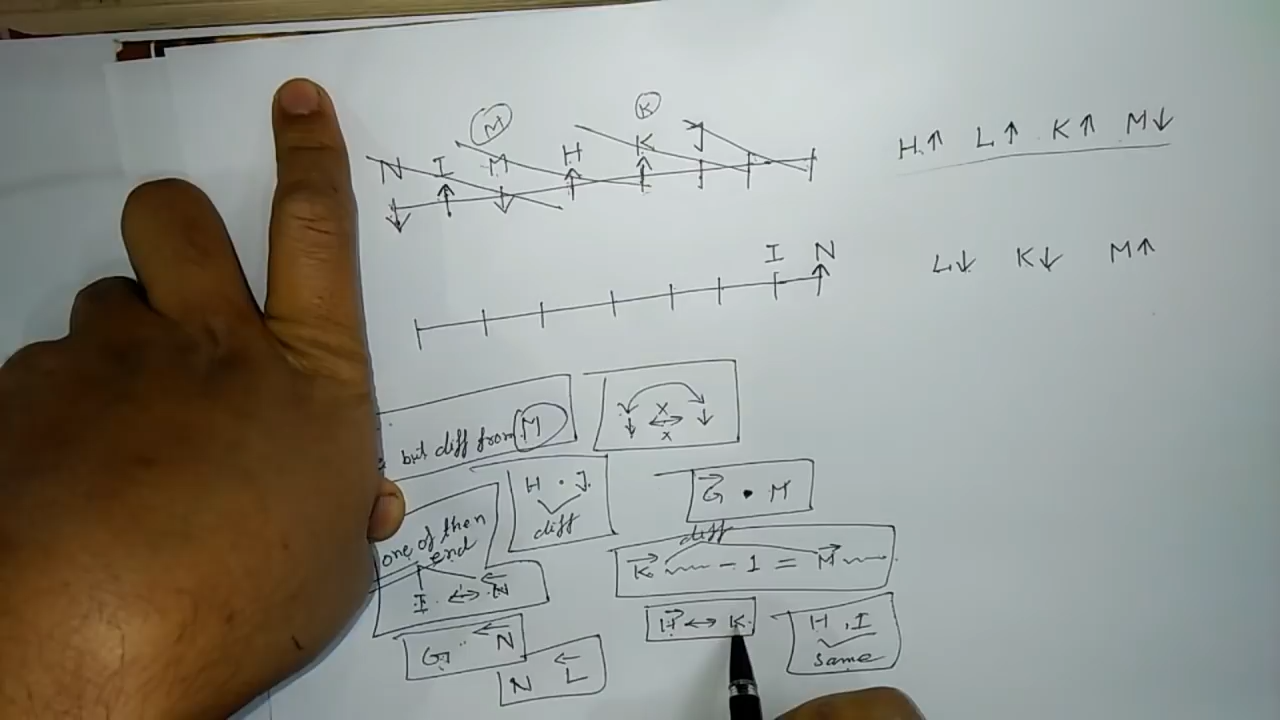 M K
N I M H K J
H↑ L↑ K↑ M↓
I N
L↓ K↓ M↑
but diff from M
x
x
H . J
diff
G . M
one of them
end
diff
K - 1 = M
I ↔ N
H ↔ K
H , I
same
G N
N L